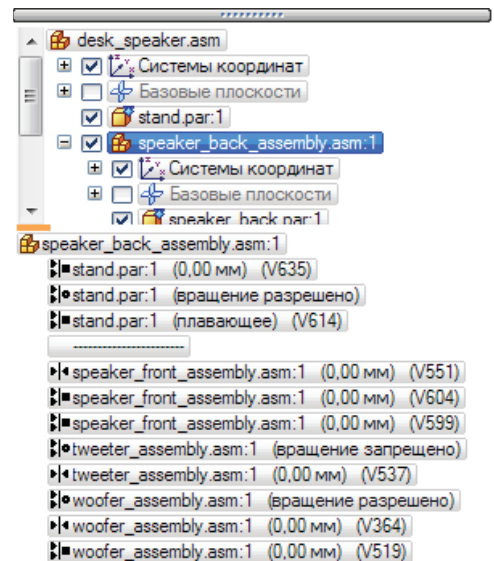 desk_speaker.asm
Системы координат
Базовые плоскости
stand.par:1
speaker_back_assembly.asm:1
Системы координат
Базовые плоскости
speaker_back.par:1
speaker_back_assembly.asm:1
stand.par:1 (0,00 мм) (V635)
stand.par:1 (вращение разрешено)
stand.par:1 (плавающее) (V614)
-----------------------
speaker_front_assembly.asm:1 (0,00 мм) (V551)
speaker_front_assembly.asm:1 (0,00 мм) (V604)
speaker_front_assembly.asm:1 (0,00 мм) (V599)
tweeter_assembly.asm:1 (вращение запрещено)
tweeter_assembly.asm:1 (0,00 мм) (V537)
woofer_assembly.asm:1 (вращение разрешено)
woofer_assembly.asm:1 (0,00 мм) (V364)
woofer_assembly.asm:1 (0,00 мм) (V519)